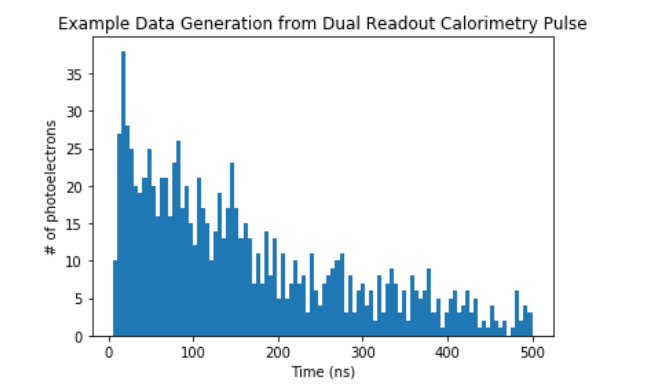 Example Data Generation from Dual Readout Calorimetry Pulse
35
30
25
20
15
10
5
0
# of photoelectrons
0 100 200 300 400 500
Time (ns)